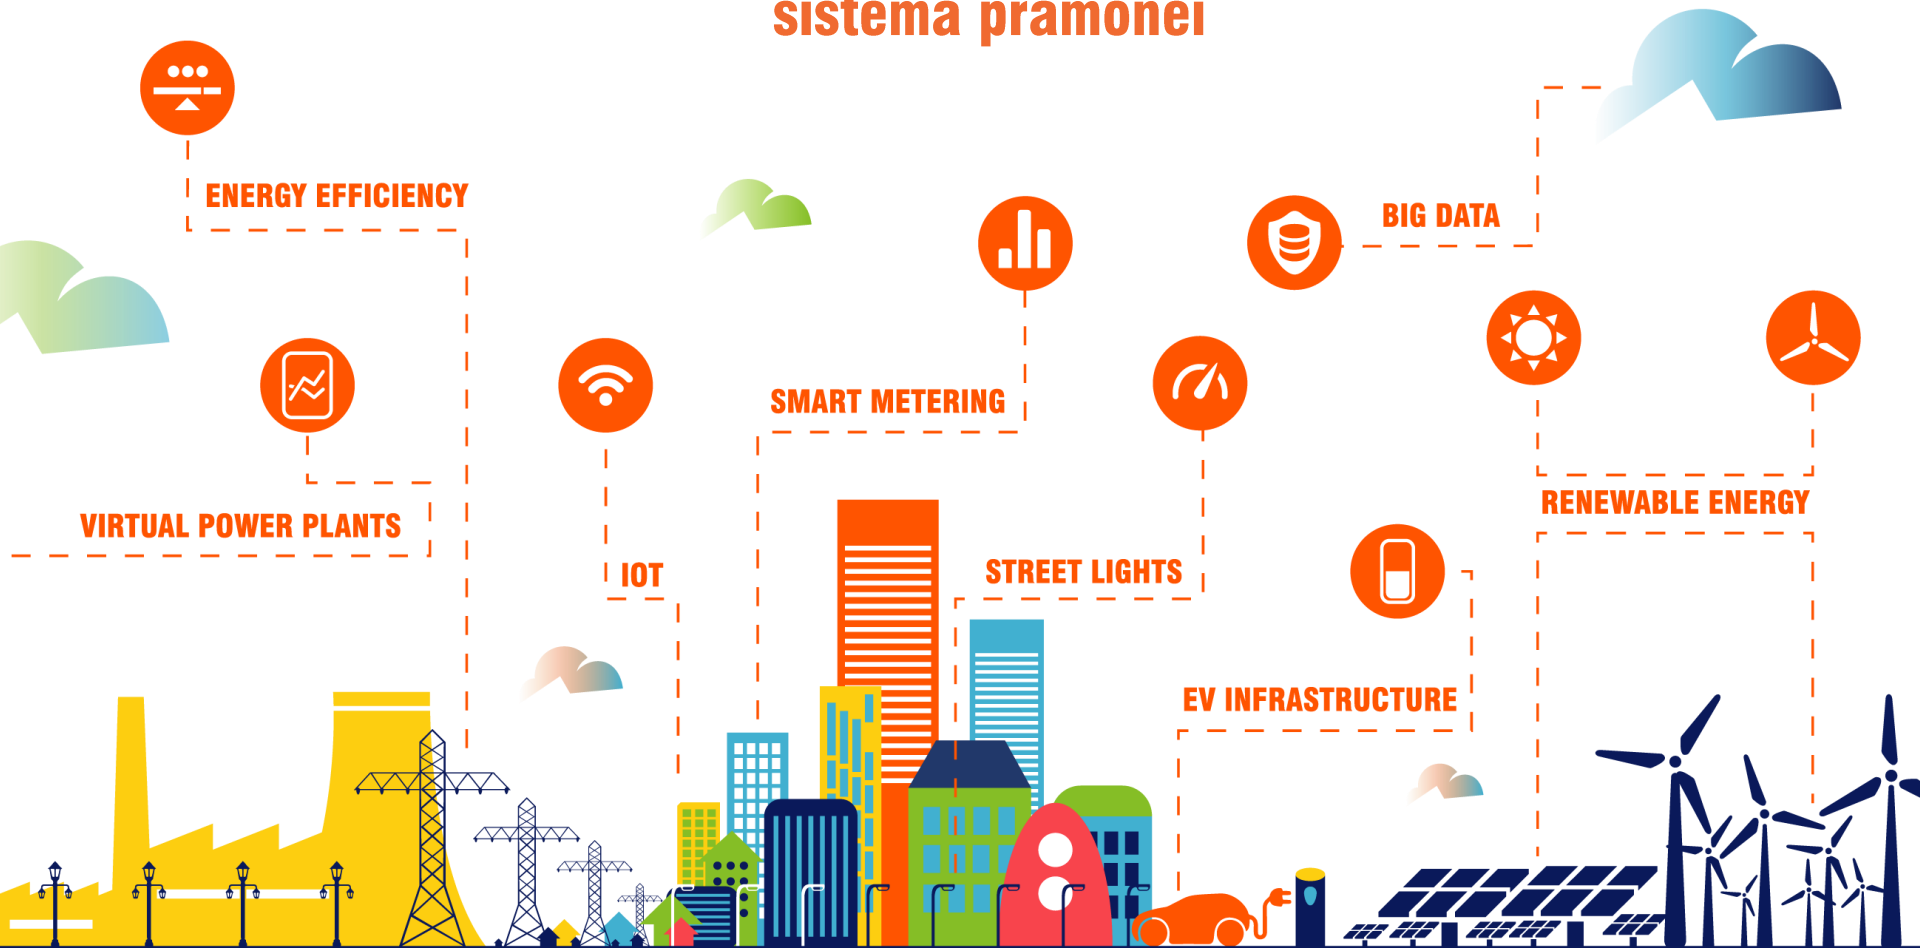 sistema pramonei
ENERGY EFFICIENCY
BIG DATA
SMART METERING
RENEWABLE ENERGY
VIRTUAL POWER PLANTS
IOT
STREET LIGHTS
EV INFRASTRUCTURE